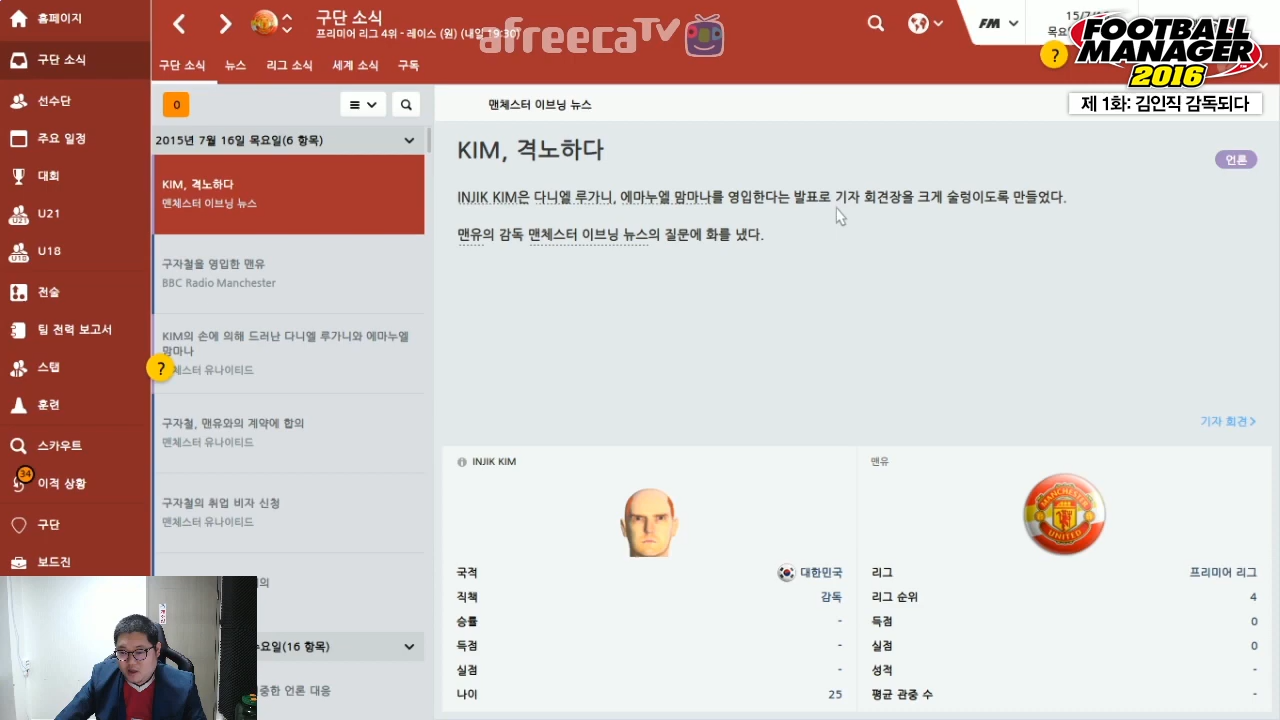 홈페이지
구단 소식
선수단
주요 일정
대회
U21
U21
U18
U18
전술
팀 전력 보고서
스탭
훈련
스카우트
34
이적 상황
구단
보드진
구단 소식
프리미어 리그 4위 - 레이스 (원) (내일 19:30)
afreecaTV
FM
15/7/
FOOTBALL
MANAGER
2016
제 1화: 김인직 감독되다
?
구단 소식 뉴스 리그 소식 세계 소식 구독
0
2015년 7월 16일 목요일(6 항목)
KIM, 격노하다
맨체스터 이브닝 뉴스
구자철을 영입한 맨유
BBC Radio Manchester
KIM의 손에 의해 드러난 다니엘 루가니와 에마누엘
맘마나
체스터 유나이티드
?
구자철, 맨유와의 계약에 합의
맨체스터 유나이티드
구자철의 취업 비자 신청
맨체스터 유나이티드
요일(16 항목)
중한 언론 대응
맨체스터 이브닝 뉴스
KIM, 격노하다
언론
INJIK KIM은 다니엘 루가니, 에마누엘 맘마나를 영입한다는 발표로 기자 회견장을 크게 술렁이도록 만들었다.
맨유의 감독 맨체스터 이브닝 뉴스의 질문에 화를 냈다.
기자 회견
INJIK KIM
국적 대한민국
직책 감독
승률 -
득점 -
실점 -
나이 25
맨유
MANCHESTER
UNITED
리그 프리미어 리그
리그 순위 4
득점 0
실점 0
성적 -
평균 관중 수 -